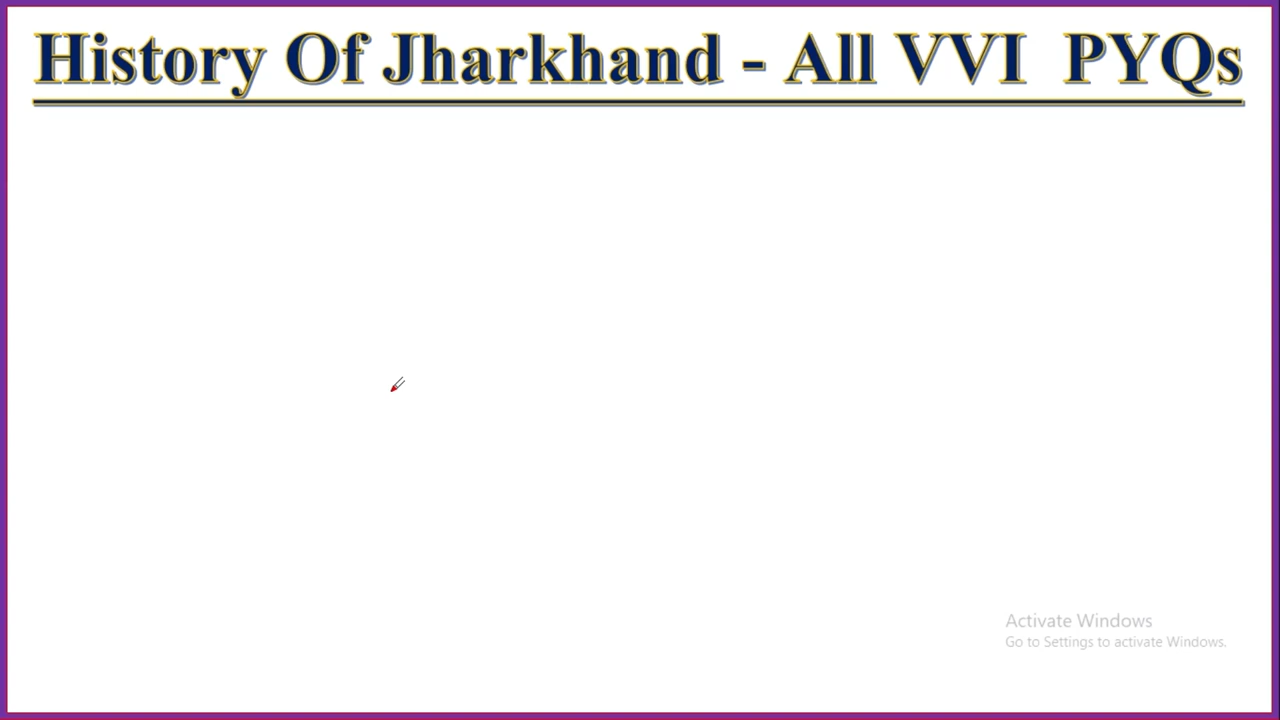 History Of Jharkhand - All VVI PYQs
Activate Windows
Go to Settings to activate Windows.